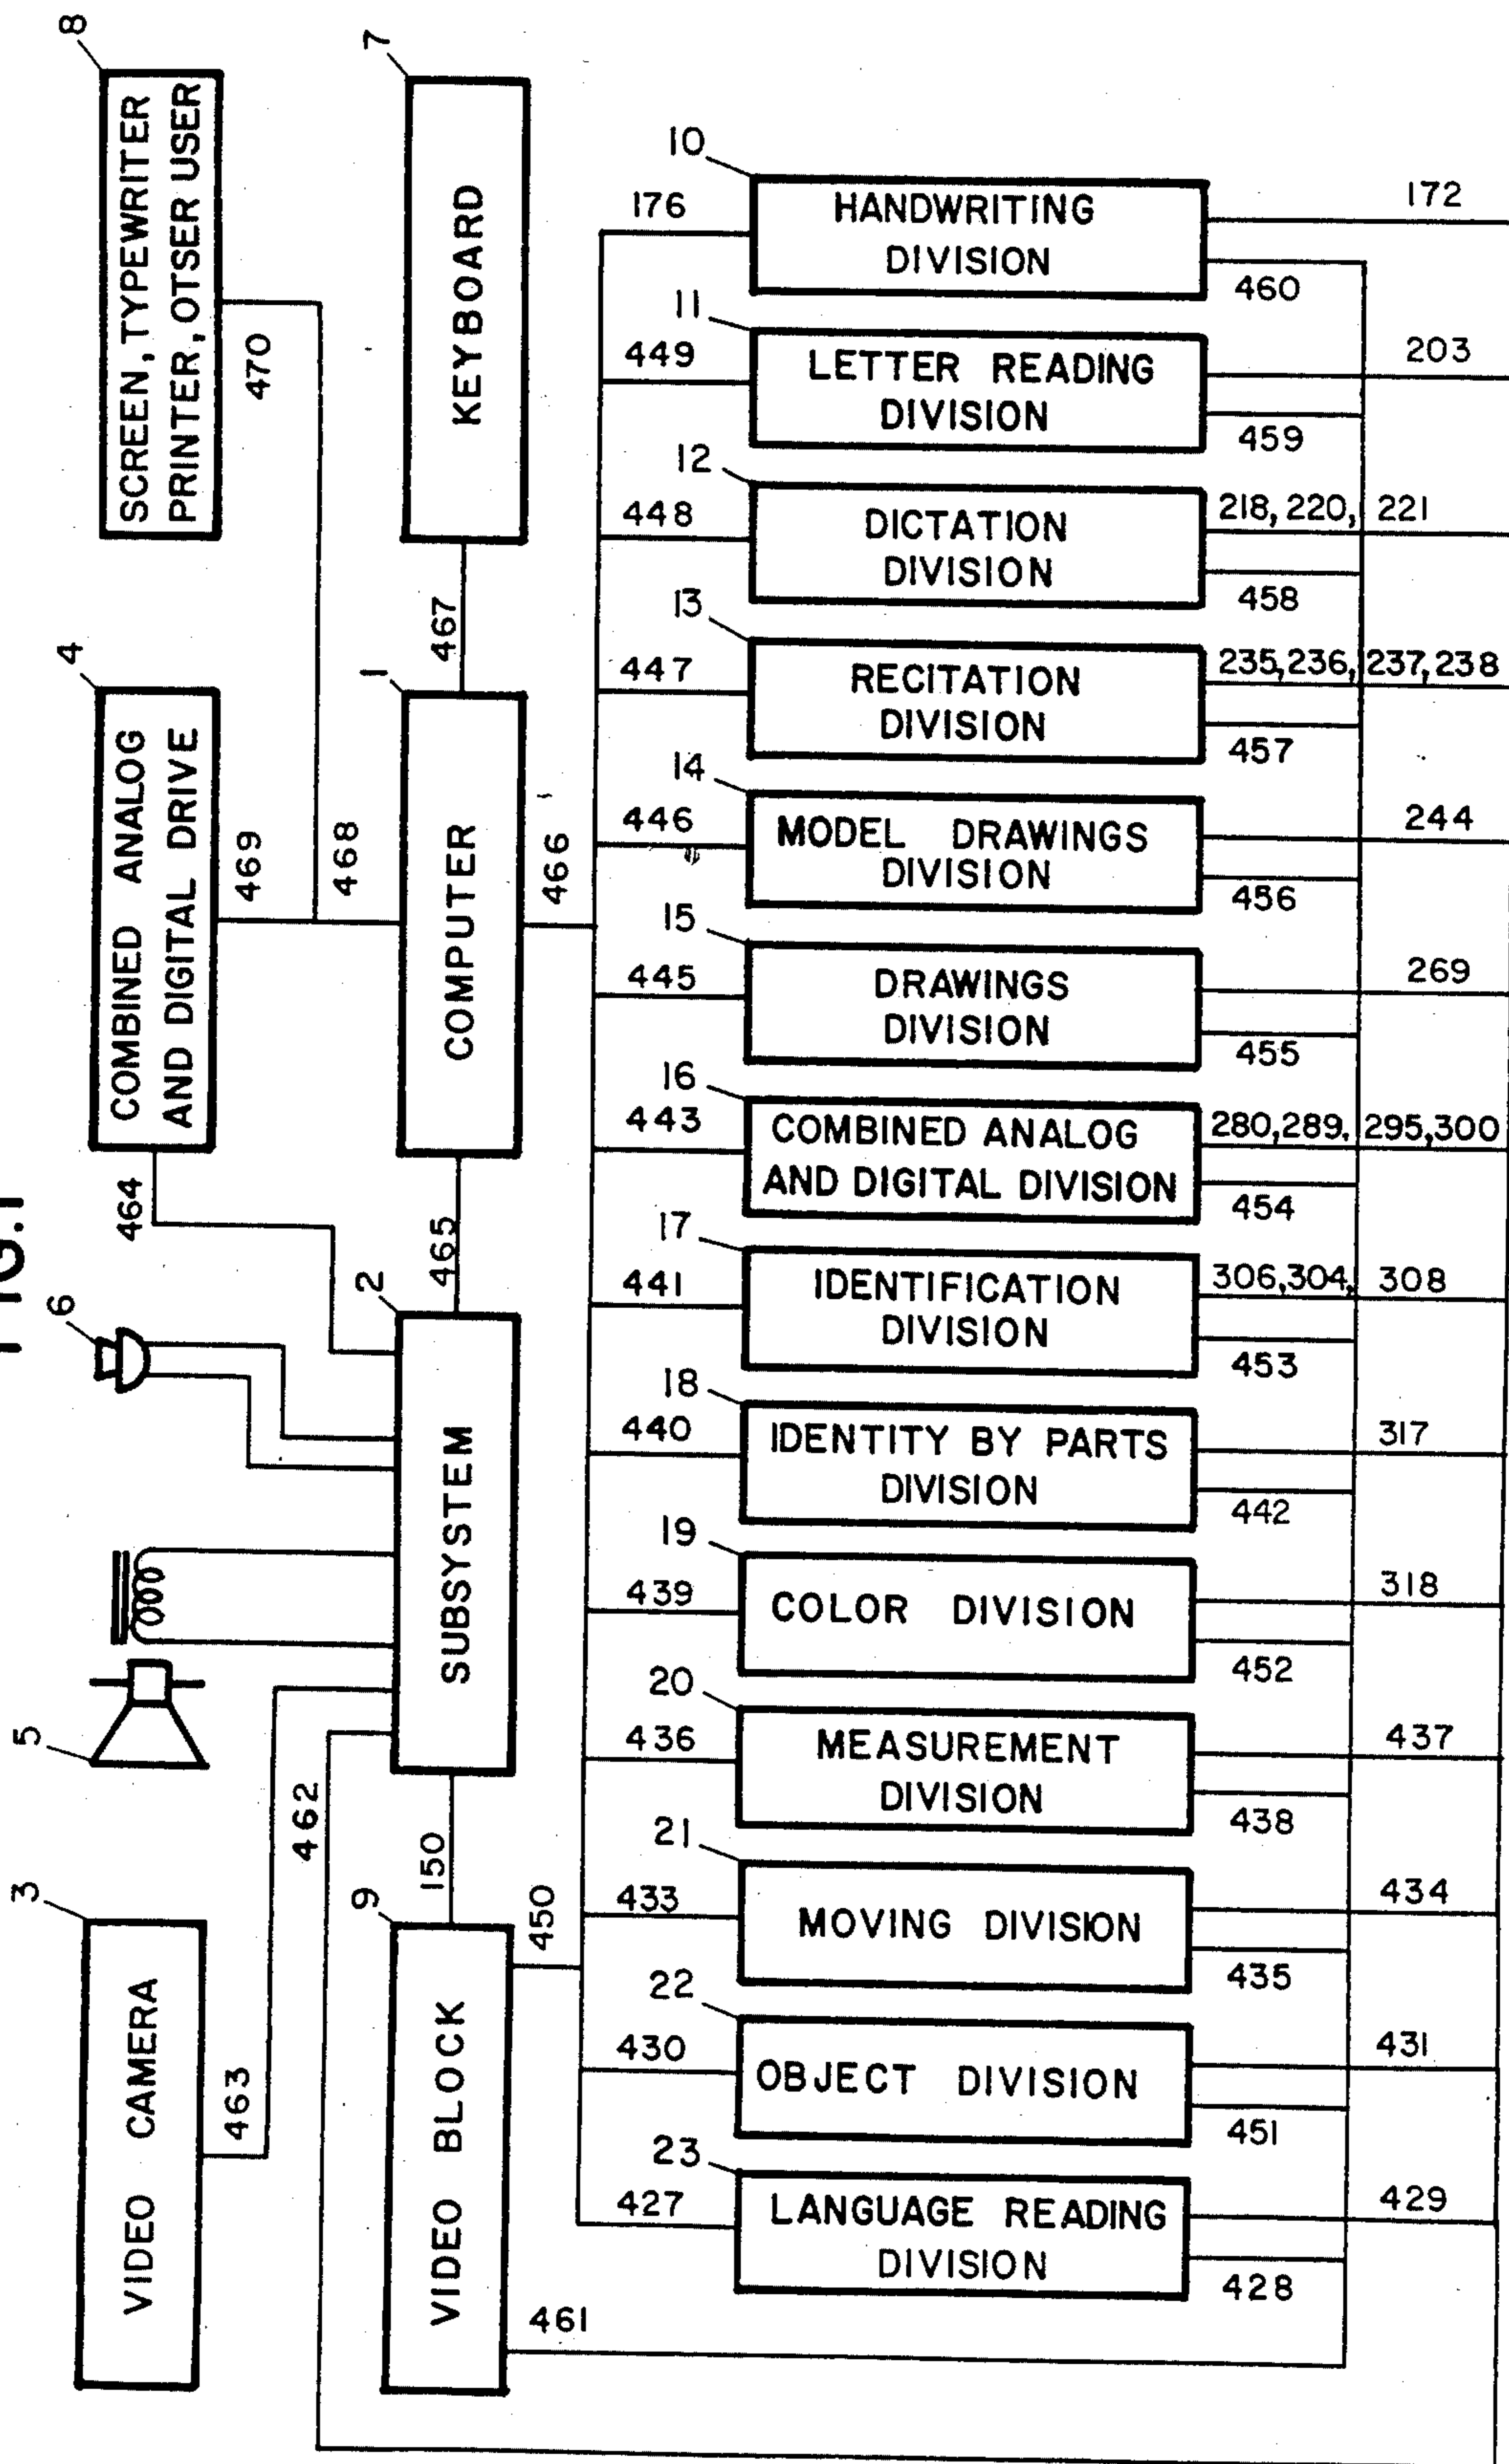 FIG.1
8
SCREEN, TYPEWRITER
PRINTER, OTSER USER
470
7
KEYBOARD
467
4
COMBINED ANALOG
AND DIGITAL DRIVE
469
468
464
1
COMPUTER
466
465
6
2
SUBSYSTEM
5
462
150
3
VIDEO CAMERA
463
9
VIDEO BLOCK
450
461
10
176
HANDWRITING
DIVISION
172
460
11
449
LETTER READING
DIVISION
203
459
12
448
DICTATION
DIVISION
218, 220, 221
458
13
447
RECITATION
DIVISION
235,236,237,238
457
14
446
MODEL DRAWINGS
DIVISION
244
456
15
445
DRAWINGS
DIVISION
269
455
16
443
COMBINED ANALOG
AND DIGITAL DIVISION
280,289,295,300
454
17
441
IDENTIFICATION
DIVISION
306,304,308
453
18
440
IDENTITY BY PARTS
DIVISION
317
442
19
439
COLOR DIVISION
318
452
20
436
MEASUREMENT
DIVISION
437
438
21
433
MOVING DIVISION
434
435
22
430
OBJECT DIVISION
431
451
23
427
LANGUAGE READING
DIVISION
429
428